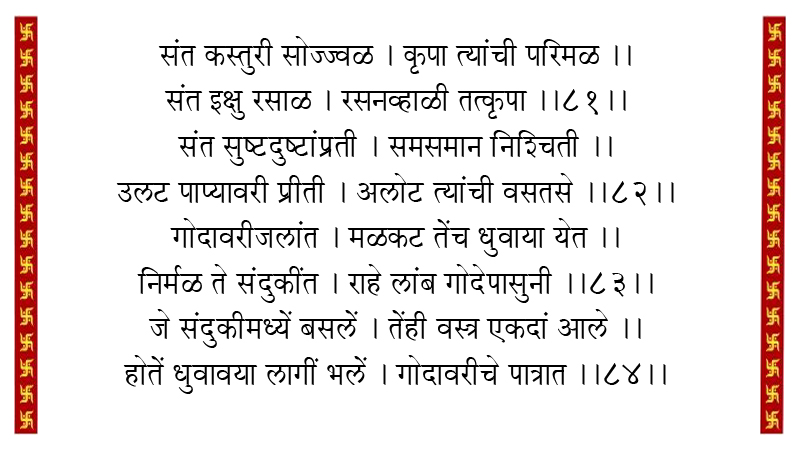 संत कस्तुरी सोज्ज्वळ । कृपा त्यांची परिमळ ।।
संत इक्षु रसाळ । रसनव्हाळी तत्कृपा ।।८१।।
संत सुष्टदुष्टांप्रती । समसमान निश्चिती ।।
उलट पाप्यावरी प्रीती । अलोट त्यांची वसतसे ।।८२।।
गोदावरीजलांत । मळकट तेंच धुवाया येत ।।
निर्मळ ते संदुकींत । राहे लांब गोदेपासुनी ।।८३।।
जे संदुकीमध्यें बसलें । तेंही वस्त्र एकदां आले ।।
होतें धुवावया लागीं भलें । गोदावरीचे पात्रात ।।८४।।